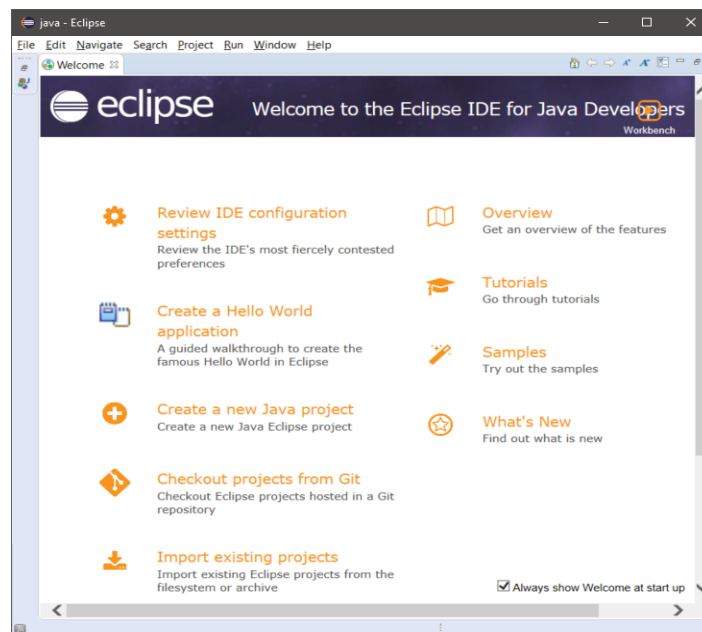 java - Eclipse
File Edit Navigate Search Project Run Window Help
Welcome
eclipse
Welcome to the Eclipse IDE for Java Developers
Workbench
Review IDE configuration
settings
Review the IDE's most fiercely contested
preferences
Create a Hello World
application
A guided walkthrough to create the
famous Hello World in Eclipse
Create a new Java project
Create a new Java Eclipse project
Checkout projects from Git
Checkout Eclipse projects hosted in a Git
repository
Import existing projects
Import existing Eclipse projects from the
filesystem or archive
Overview
Get an overview of the features
Tutorials
Go through tutorials
Samples
Try out the samples
What's New
Find out what is new
Always show Welcome at start up